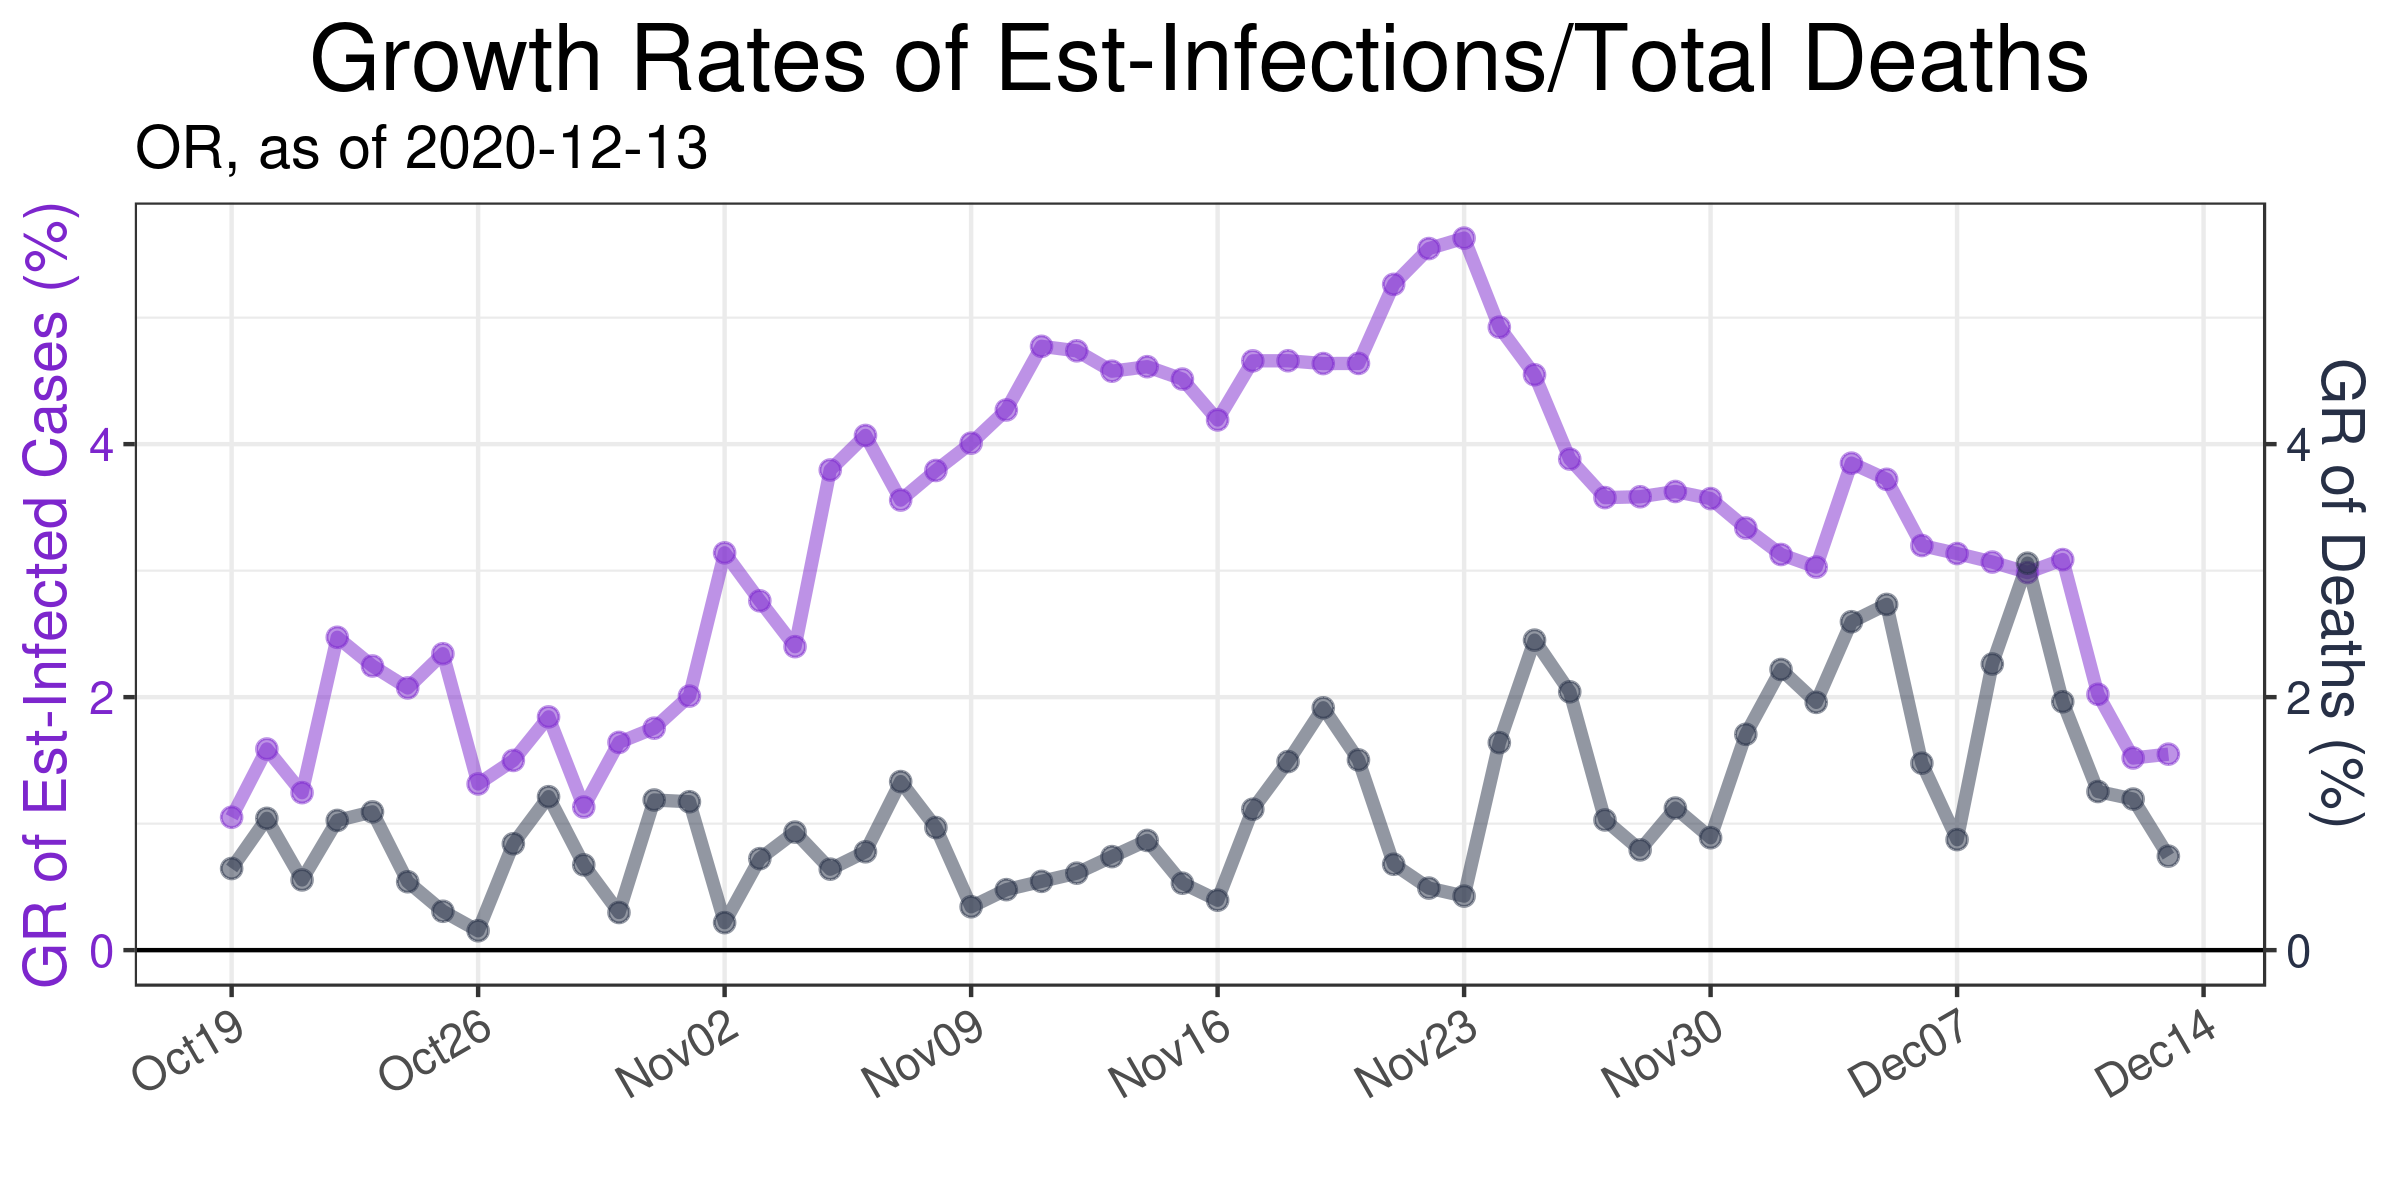 Growth Rates of Est-Infections/Total Deaths
OR, as of 2020-12-13
GR of Est-Infected Cases (%)
4
2
0
4
2
0
GR of Deaths (%)
Oct19
Oct26
Nov02
Nov09
Nov16
Nov23
Nov30
Dec07
Dec14